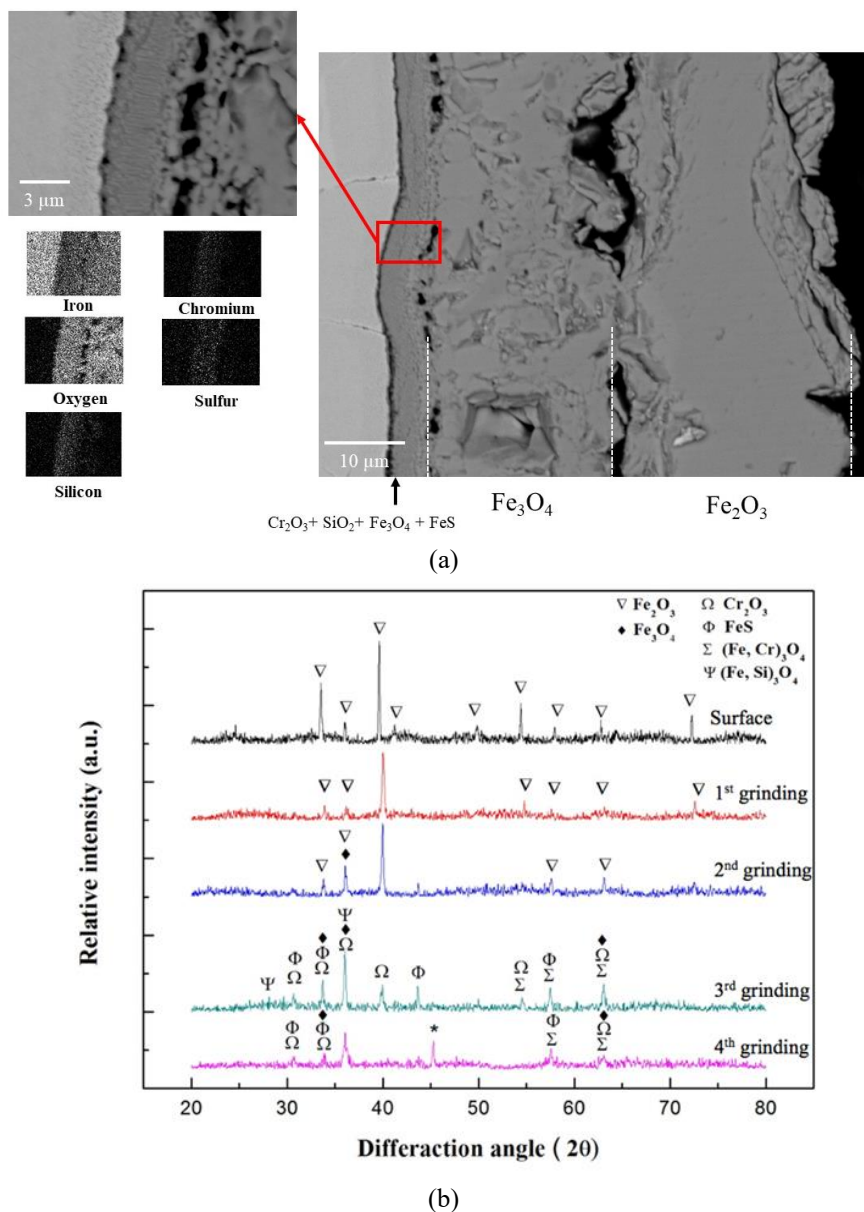 3 µm
Iron
Chromium
Oxygen
Sulfur
Silicon
10 µm
Cr₂O₃+ SiO₂+ Fe₃O₄ + FeS
Fe₃O₄
Fe₂O₃
(a)
Relative intensity (a.u.)
∇ Fe₂O₃
♦ Fe₃O₄
Ω Cr₂O₃
Φ FeS
Σ (Fe, Cr)₃O₄
Ψ (Fe, Si)₃O₄
∇ ∇ ∇ ∇ ∇ ∇ ∇ ∇ ∇
Surface
∇ ∇ ∇ ∇ ∇ ∇
1st grinding
∇ ∇ ♦ ∇ ∇
2nd grinding
Ψ Φ Ω ♦ Φ Ω Ψ ♦ Ω Ω Φ Ω Σ Φ Σ ♦ Ω Σ
3rd grinding
Φ Ω ♦ Φ Ω * Φ Σ ♦ Ω Σ
4th grinding
20 30 40 50 60 70 80
Differaction angle ( 2θ)
(b)